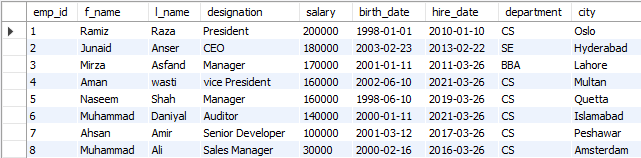 emp_id f_name l_name designation salary birth_date hire_date department city
1 Ramiz Raza President 200000 1998-01-01 2010-01-10 CS Oslo
2 Junaid Anser CEO 180000 2003-02-23 2013-02-22 SE Hyderabad
3 Mirza Asfand Manager 170000 2001-01-11 2011-03-26 BBA Lahore
4 Aman wasti vice President 160000 2002-06-10 2021-03-26 CS Multan
5 Naseem Shah Manager 160000 1998-06-10 2019-03-26 CS Quetta
6 Muhammad Daniyal Auditor 140000 2000-01-11 2021-03-26 CS Islamabad
7 Ahsan Amir Senior Developer 100000 2001-03-12 2017-03-26 CS Peshawar
8 Muhammad Ali Sales Manager 30000 2000-02-16 2016-03-26 CS Amsterdam